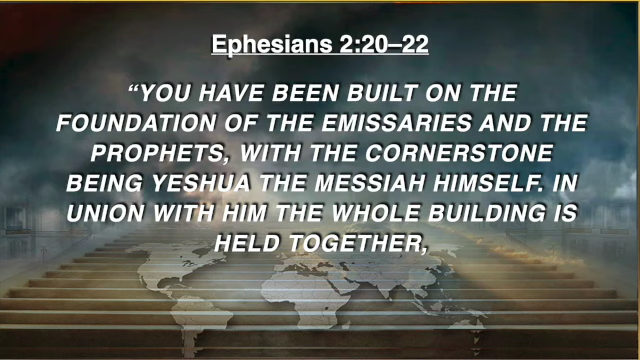 Ephesians 2:20–22
“YOU HAVE BEEN BUILT ON THE
FOUNDATION OF THE EMISSARIES AND THE
PROPHETS, WITH THE CORNERSTONE
BEING YESHUA THE MESSIAH HIMSELF. IN
UNION WITH HIM THE WHOLE BUILDING IS
HELD TOGETHER,